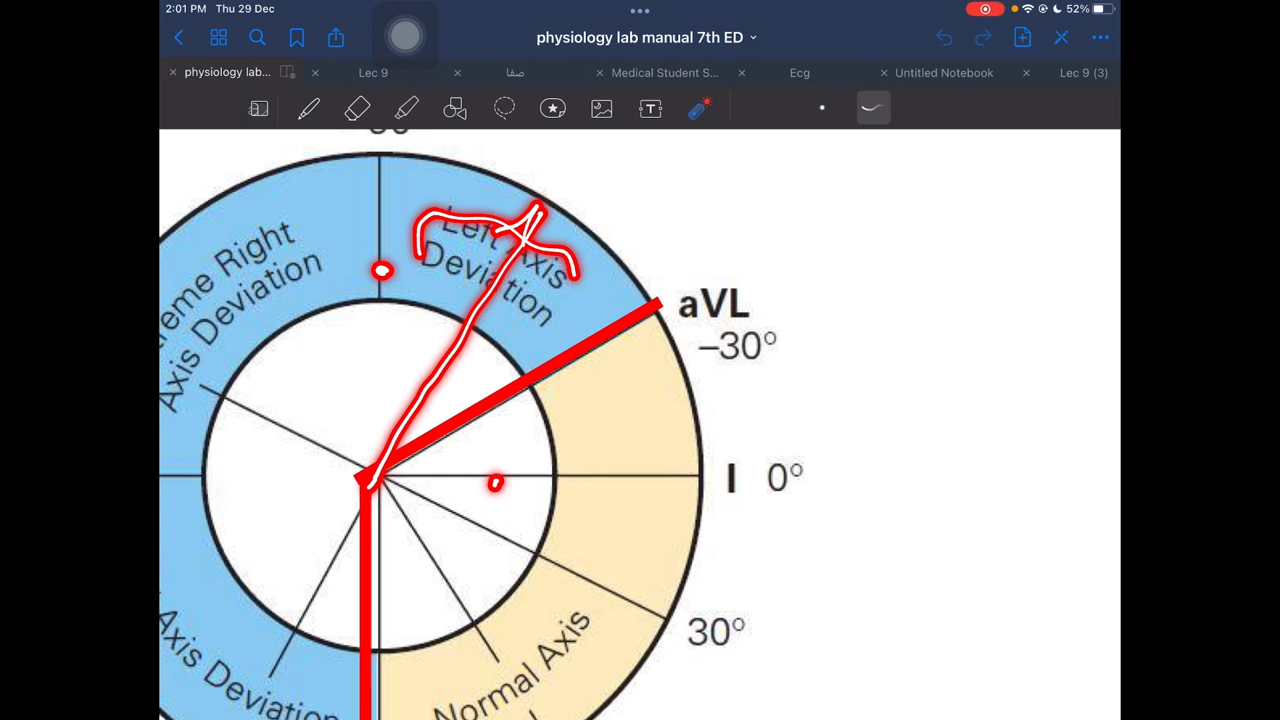 2:01 PM Thu 29 Dec
52%
physiology lab manual 7th ED
physiology lab...
Lec 9
صفا
Medical Student S...
Ecg
Untitled Notebook
Lec 9 (3)
T
Left Axis
Deviation
eme Right
Axis Deviation
aVL
–30°
I 0°
30°
Axis Deviation
Normal Axis